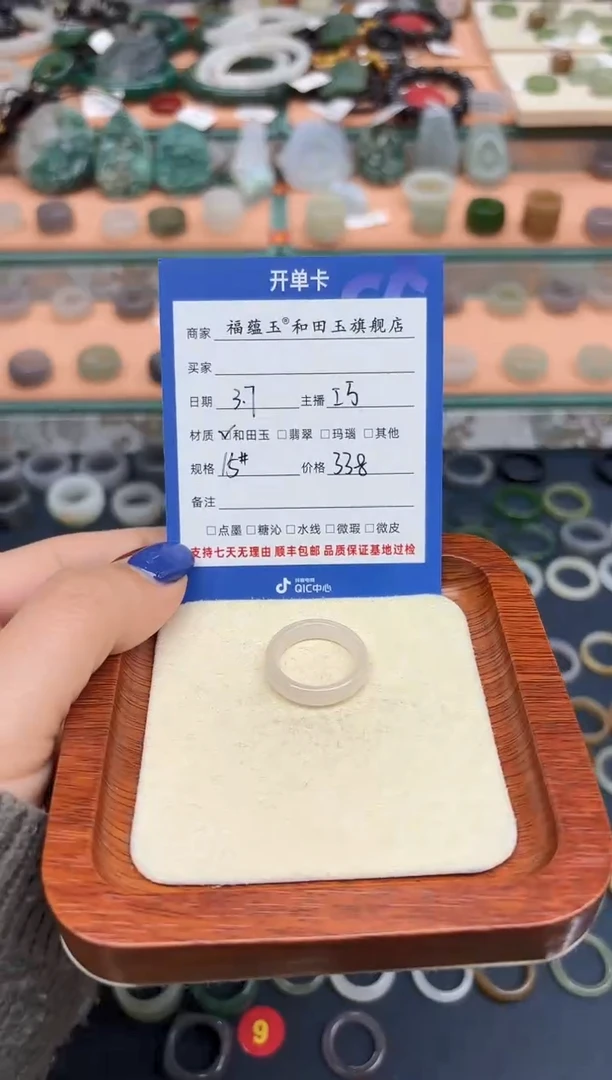 开单卡
商家 福蕴玉®和田玉旗舰店
买家
日期 3.7 主播 巧
材质 ☑和田玉 □翡翠 □玛瑙 □其他
规格 15# 价格 338
备注
□点墨 □糖沁 □水线 □微瑕 □微皮
支持七天无理由 顺丰包邮 品质保证基地过检
抖音电商
QIC中心
9